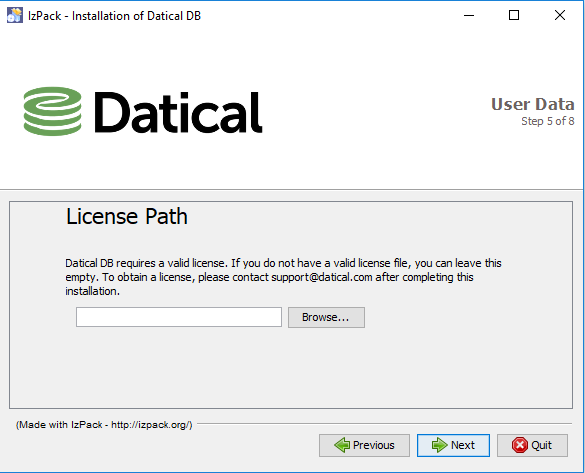 IzPack - Installation of Datical DB
Datical
User Data
Step 5 of 8
License Path
Datical DB requires a valid license. If you do not have a valid license file, you can leave this
empty. To obtain a license, please contact support@datical.com after completing this
installation.
Browse...
(Made with IzPack - http://izpack.org/)
Previous
Next
Quit